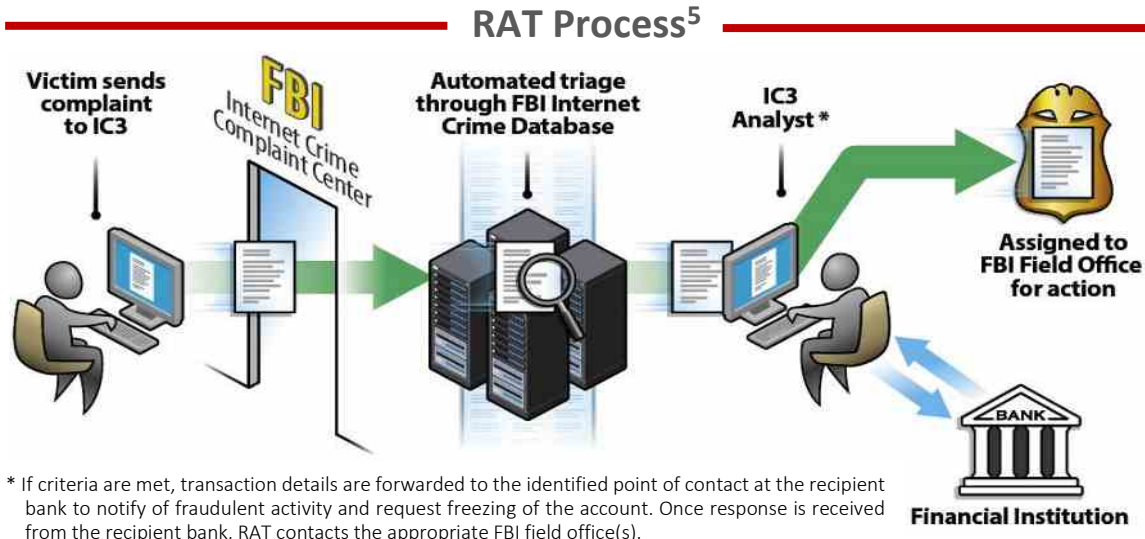 RAT Process⁵
Victim sends
complaint
to IC3
FBI
Internet Crime
Complaint Center
Automated triage
through FBI Internet
Crime Database
IC3
Analyst *
Assigned to
FBI Field Office
for action
BANK
Financial Institution
* If criteria are met, transaction details are forwarded to the identified point of contact at the recipient
bank to notify of fraudulent activity and request freezing of the account. Once response is received
from the recipient bank, RAT contacts the appropriate FBI field office(s).